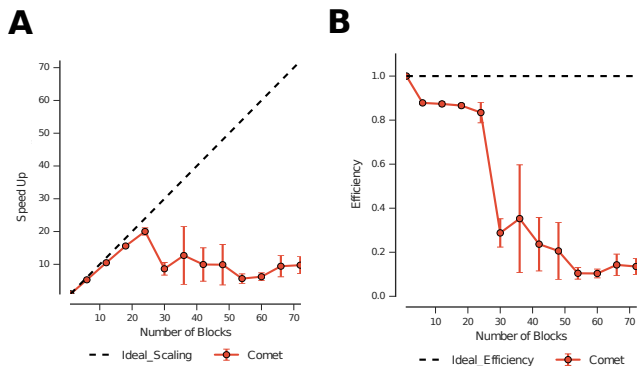 A
70
60
50
40
30
20
10
Speed Up
10 20 30 40 50 60 70
Number of Blocks
Ideal_Scaling Comet
B
1.0
0.8
0.6
0.4
0.2
0.0
Efficiency
10 20 30 40 50 60 70
Number of Blocks
Ideal_Efficiency Comet